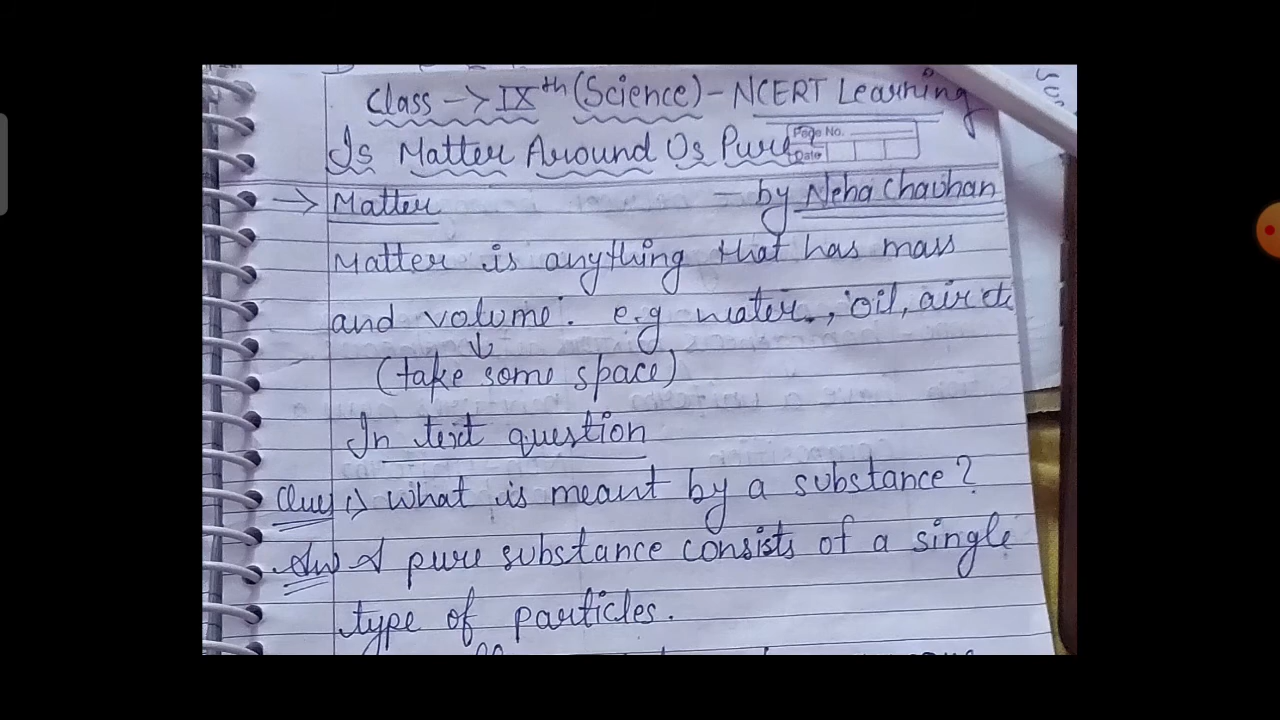 Class -> IXth (Science) - NCERT Learning
Is Matter Around Us Pure
Page No.
Date
-> Matter - by Neha Chauhan
Matter is anything that has mass
and volume. e.g water, oil, air etc
↓
(take some space)
In text question
Ques 1) What is meant by a substance?
Ans A pure substance consists of a single
type of particles.